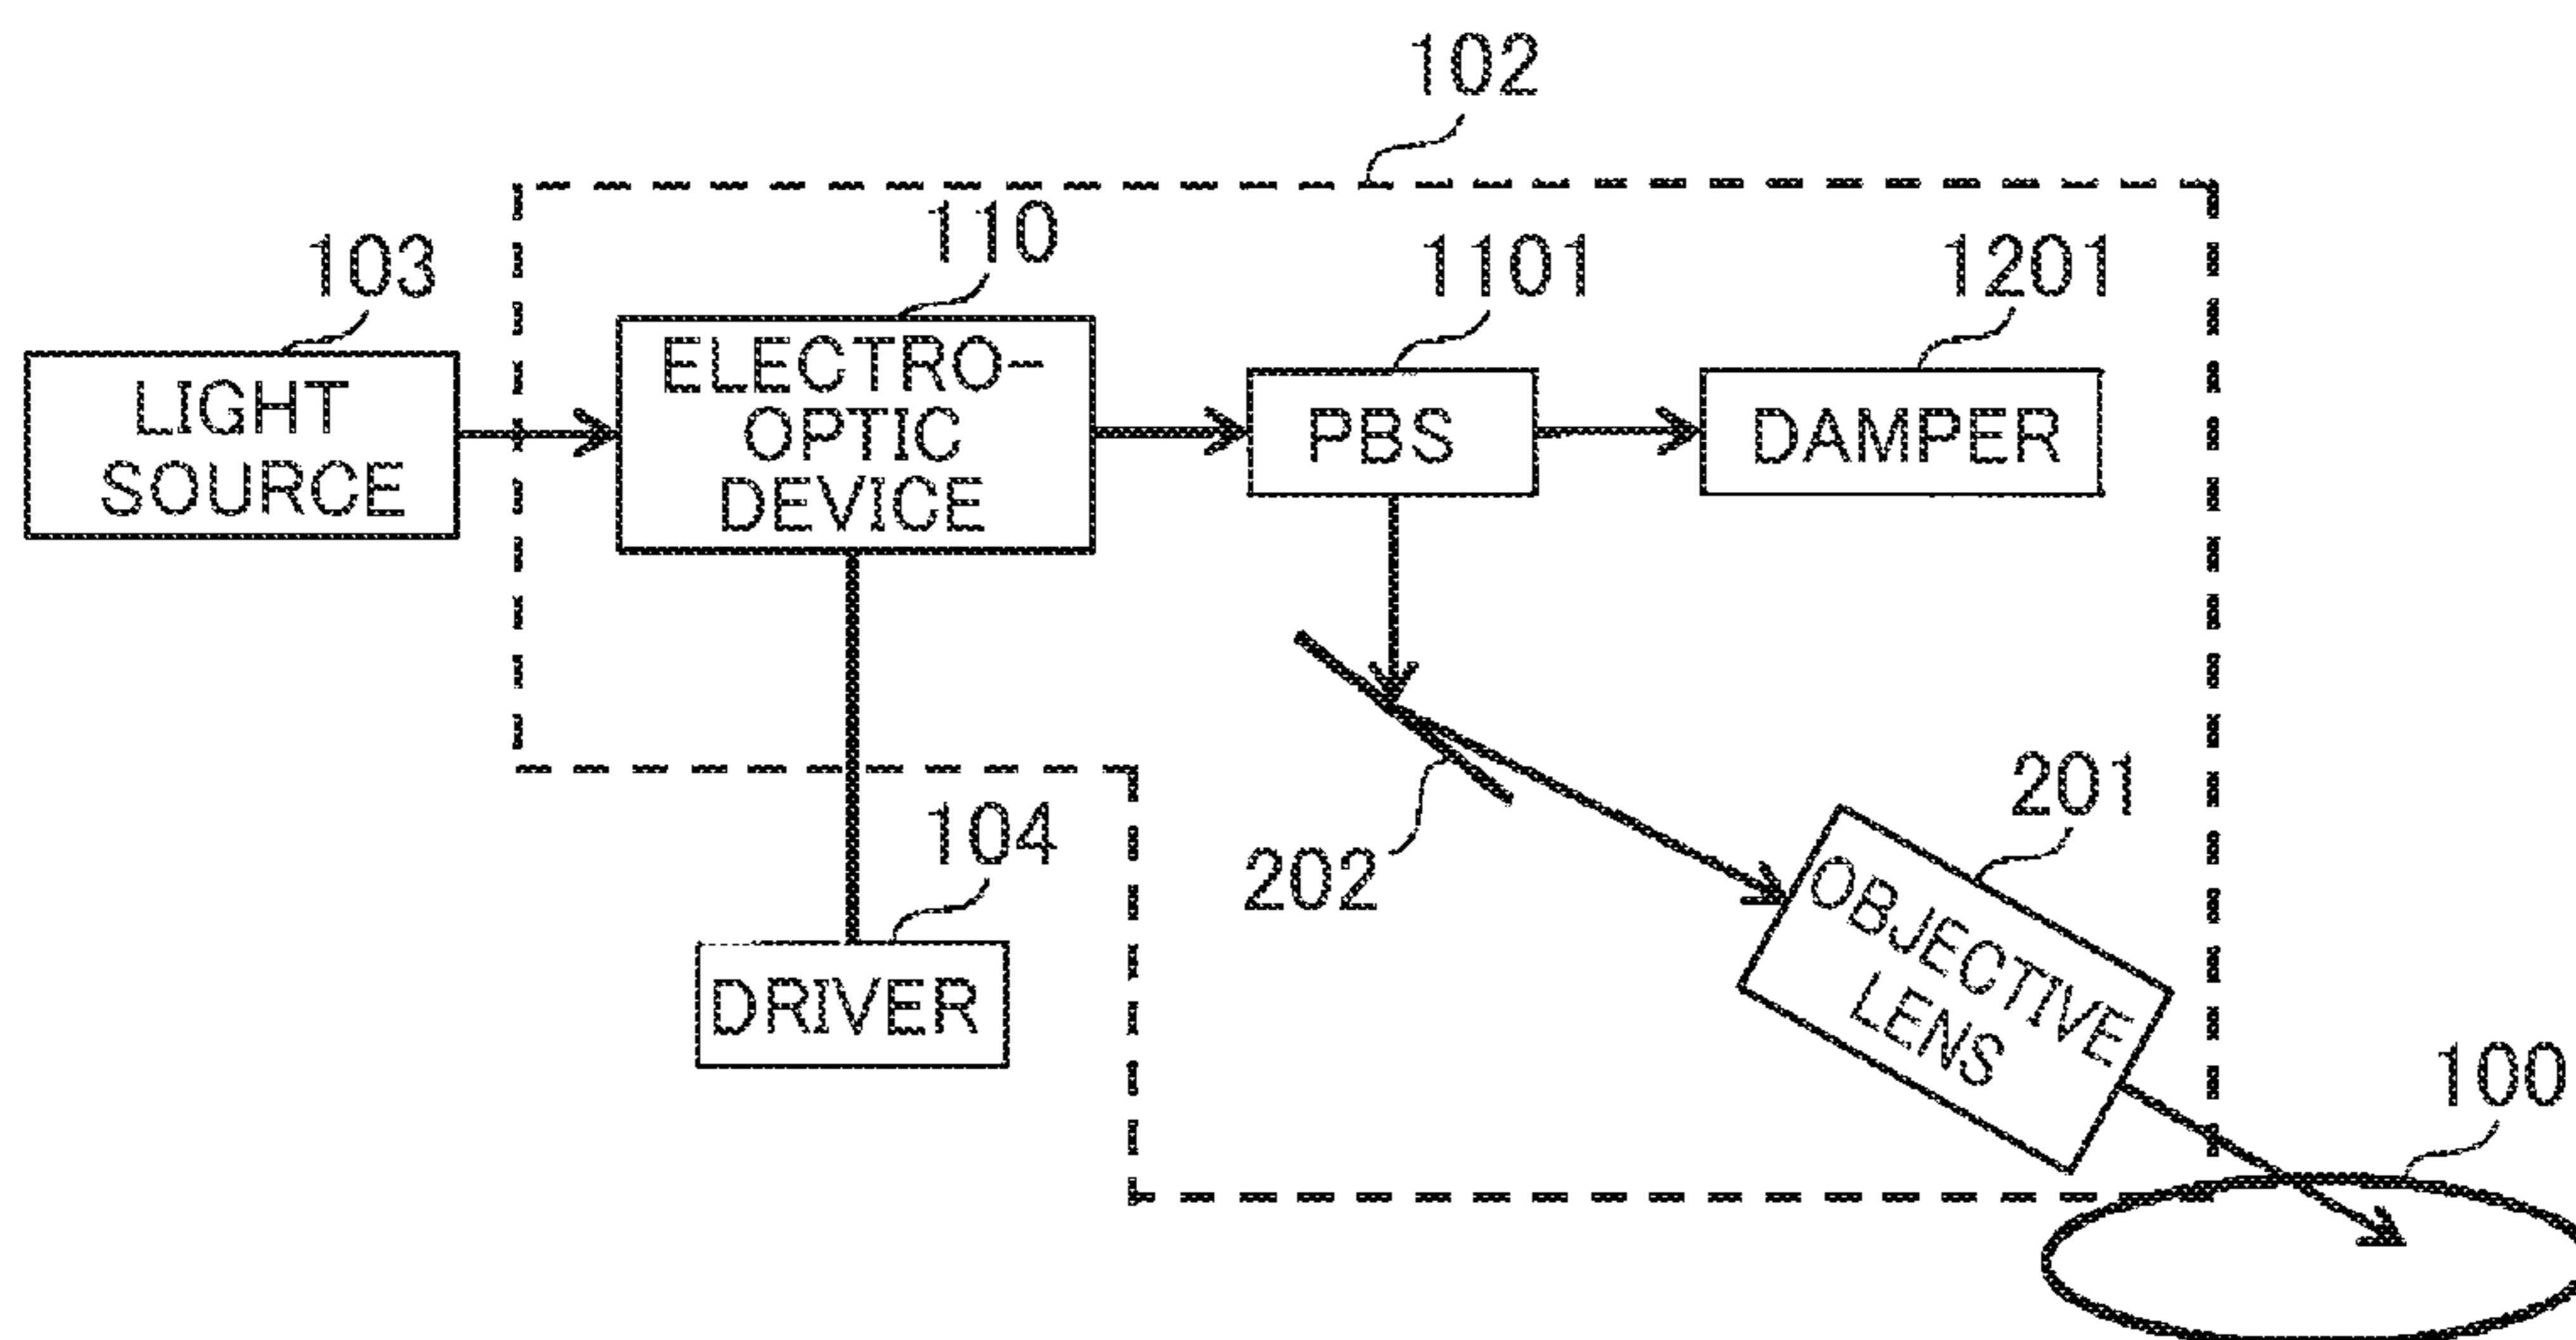 102
110
1101
1201
103
ELECTRO-
OPTIC
DEVICE
LIGHT
SOURCE
PBS
DAMPER
104
202
201
DRIVER
OBJECTIVE
LENS
100